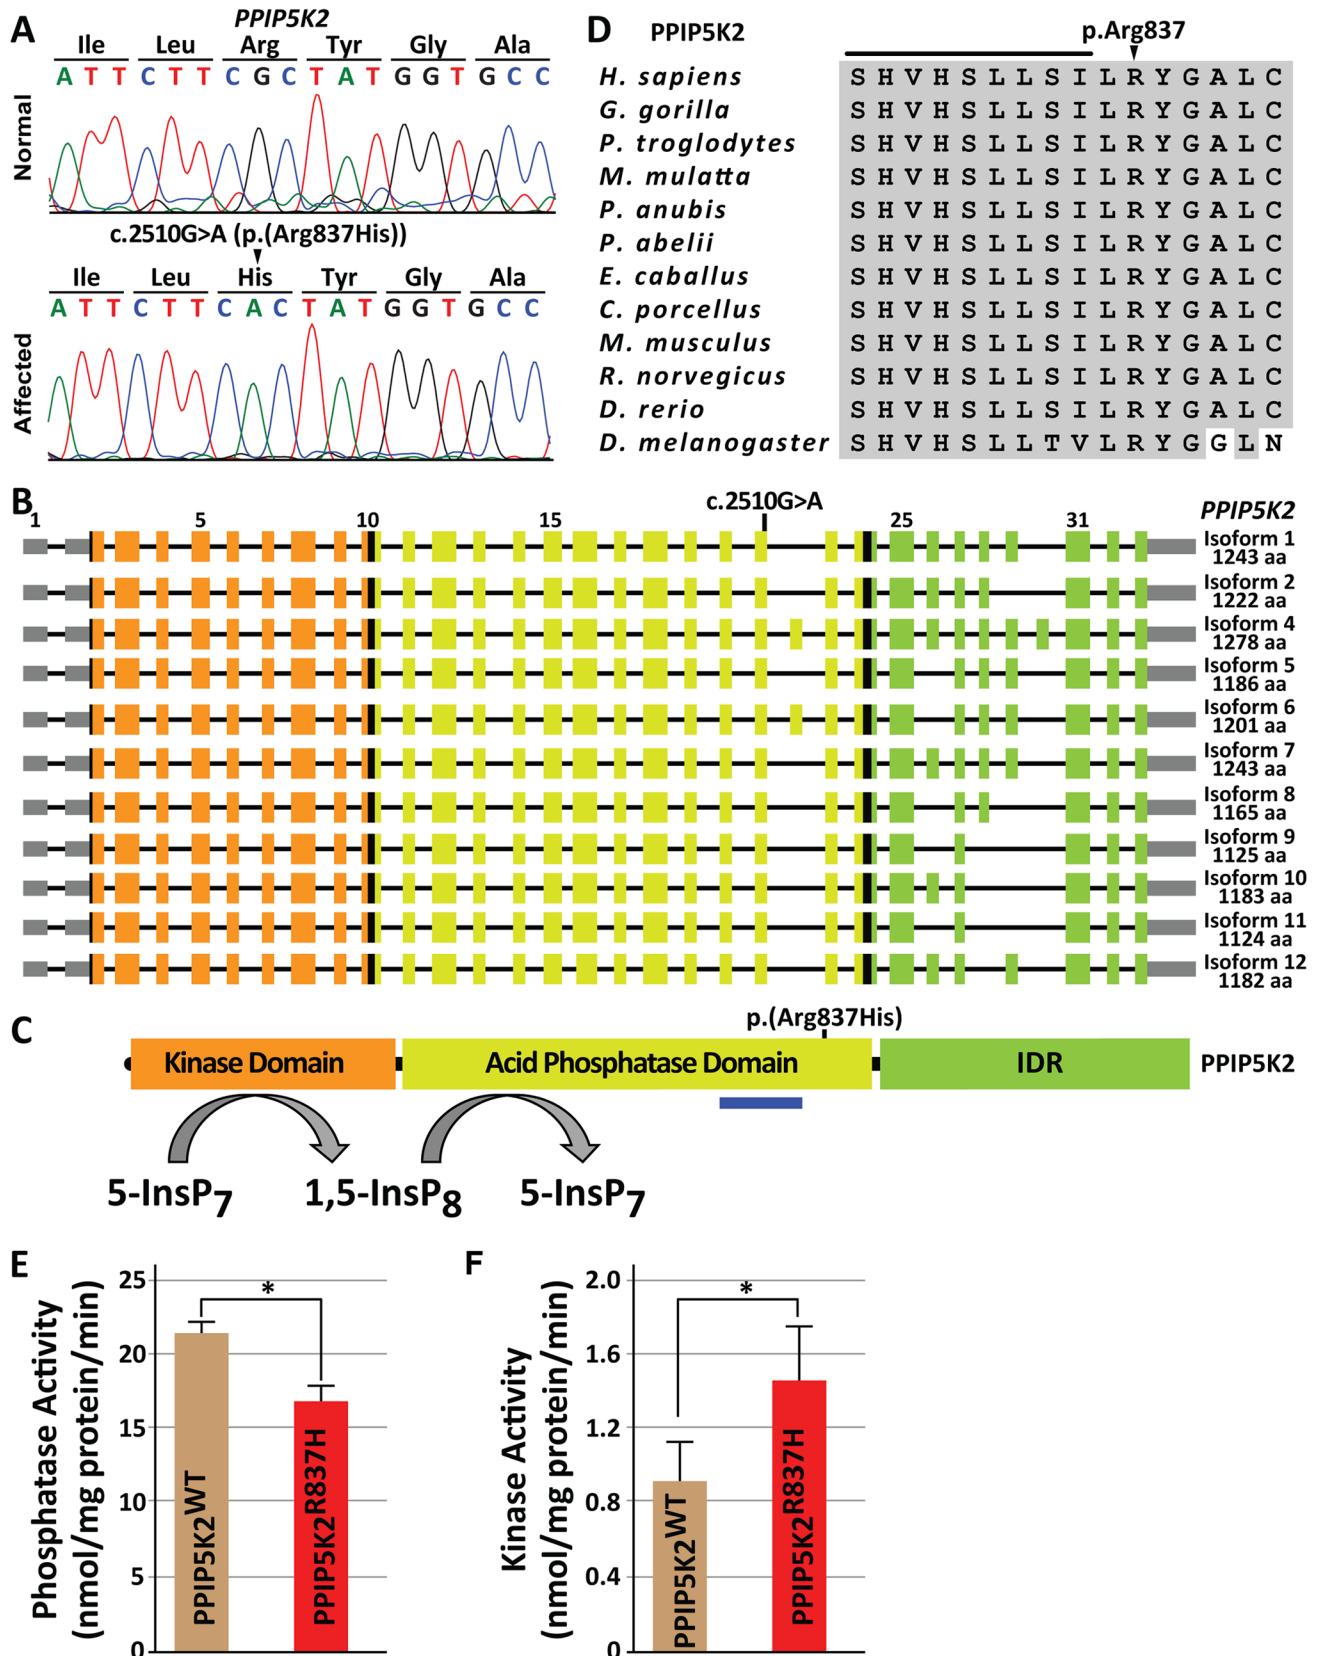 A
PPIP5K2
Ile Leu Arg Tyr Gly Ala
A T T C T T C G C T A T G G T G C C
Normal
c.2510G>A (p.(Arg837His))
Ile Leu His Tyr Gly Ala
A T T C T T C A C T A T G G T G C C
Affected
D
PPIP5K2
p.Arg837
H. sapiens S H V H S L L S I L R Y G A L C
G. gorilla S H V H S L L S I L R Y G A L C
P. troglodytes S H V H S L L S I L R Y G A L C
M. mulatta S H V H S L L S I L R Y G A L C
P. anubis S H V H S L L S I L R Y G A L C
P. abelii S H V H S L L S I L R Y G A L C
E. caballus S H V H S L L S I L R Y G A L C
C. porcellus S H V H S L L S I L R Y G A L C
M. musculus S H V H S L L S I L R Y G A L C
R. norvegicus S H V H S L L S I L R Y G A L C
D. rerio S H V H S L L S I L R Y G A L C
D. melanogaster S H V H S L L T V L R Y G G L N
B
c.2510G>A
1 5 10 15 25 31
PPIP5K2
Isoform 1
1243 aa
Isoform 2
1222 aa
Isoform 4
1278 aa
Isoform 5
1186 aa
Isoform 6
1201 aa
Isoform 7
1243 aa
Isoform 8
1165 aa
Isoform 9
1125 aa
Isoform 10
1183 aa
Isoform 11
1124 aa
Isoform 12
1182 aa
C
p.(Arg837His)
Kinase Domain Acid Phosphatase Domain IDR PPIP5K2
5-InsP7 1,5-InsP8 5-InsP7
E
Phosphatase Activity
(nmol/mg protein/min)
25
20
15
10
5
0
*
PPIP5K2WT
PPIP5K2R837H
F
Kinase Activity
(nmol/mg protein/min)
2.0
1.6
1.2
0.8
0.4
0
*
PPIP5K2WT
PPIP5K2R837H